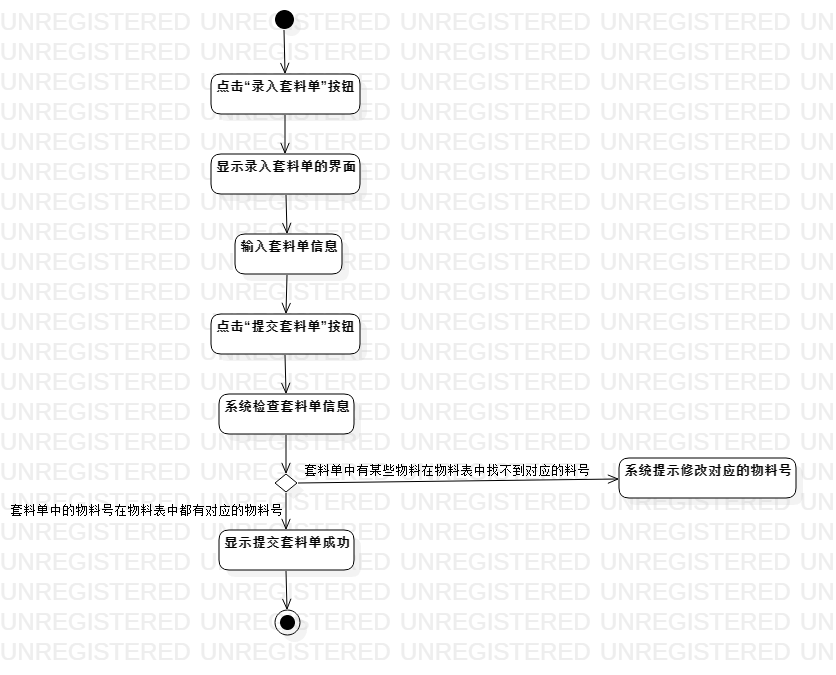 点击“录入套料单”按钮
显示录入套料单的界面
输入套料单信息
点击“提交套料单”按钮
系统检查套料单信息
套料单中有某些物料在物料表中找不到对应的料号
系统提示修改对应的物料号
套料单中的物料号在物料表中都有对应的物料号
显示提交套料单成功
UNREGISTERED